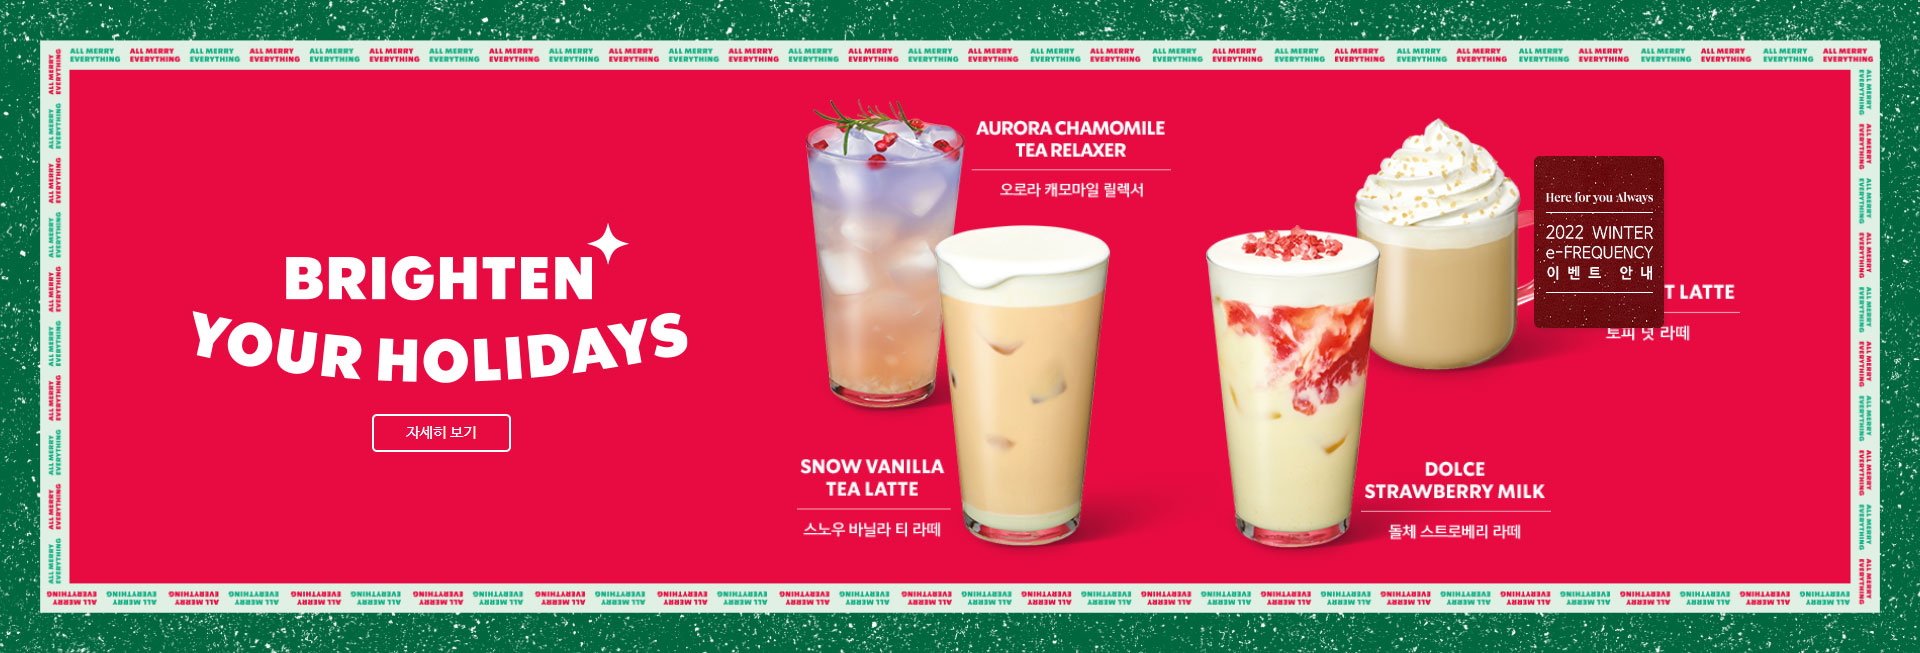 ALL MERRY EVERYTHING
BRIGHTEN
YOUR HOLIDAYS
자세히 보기
AURORA CHAMOMILE
TEA RELAXER
오로라 캐모마일 릴렉서
SNOW VANILLA
TEA LATTE
스노우 바닐라 티 라떼
DOLCE
STRAWBERRY MILK
돌체 스트로베리 라떼
T LATTE
토피 넛 라떼
Here for you Always
2022 WINTER
e-FREQUENCY
이벤트 안내